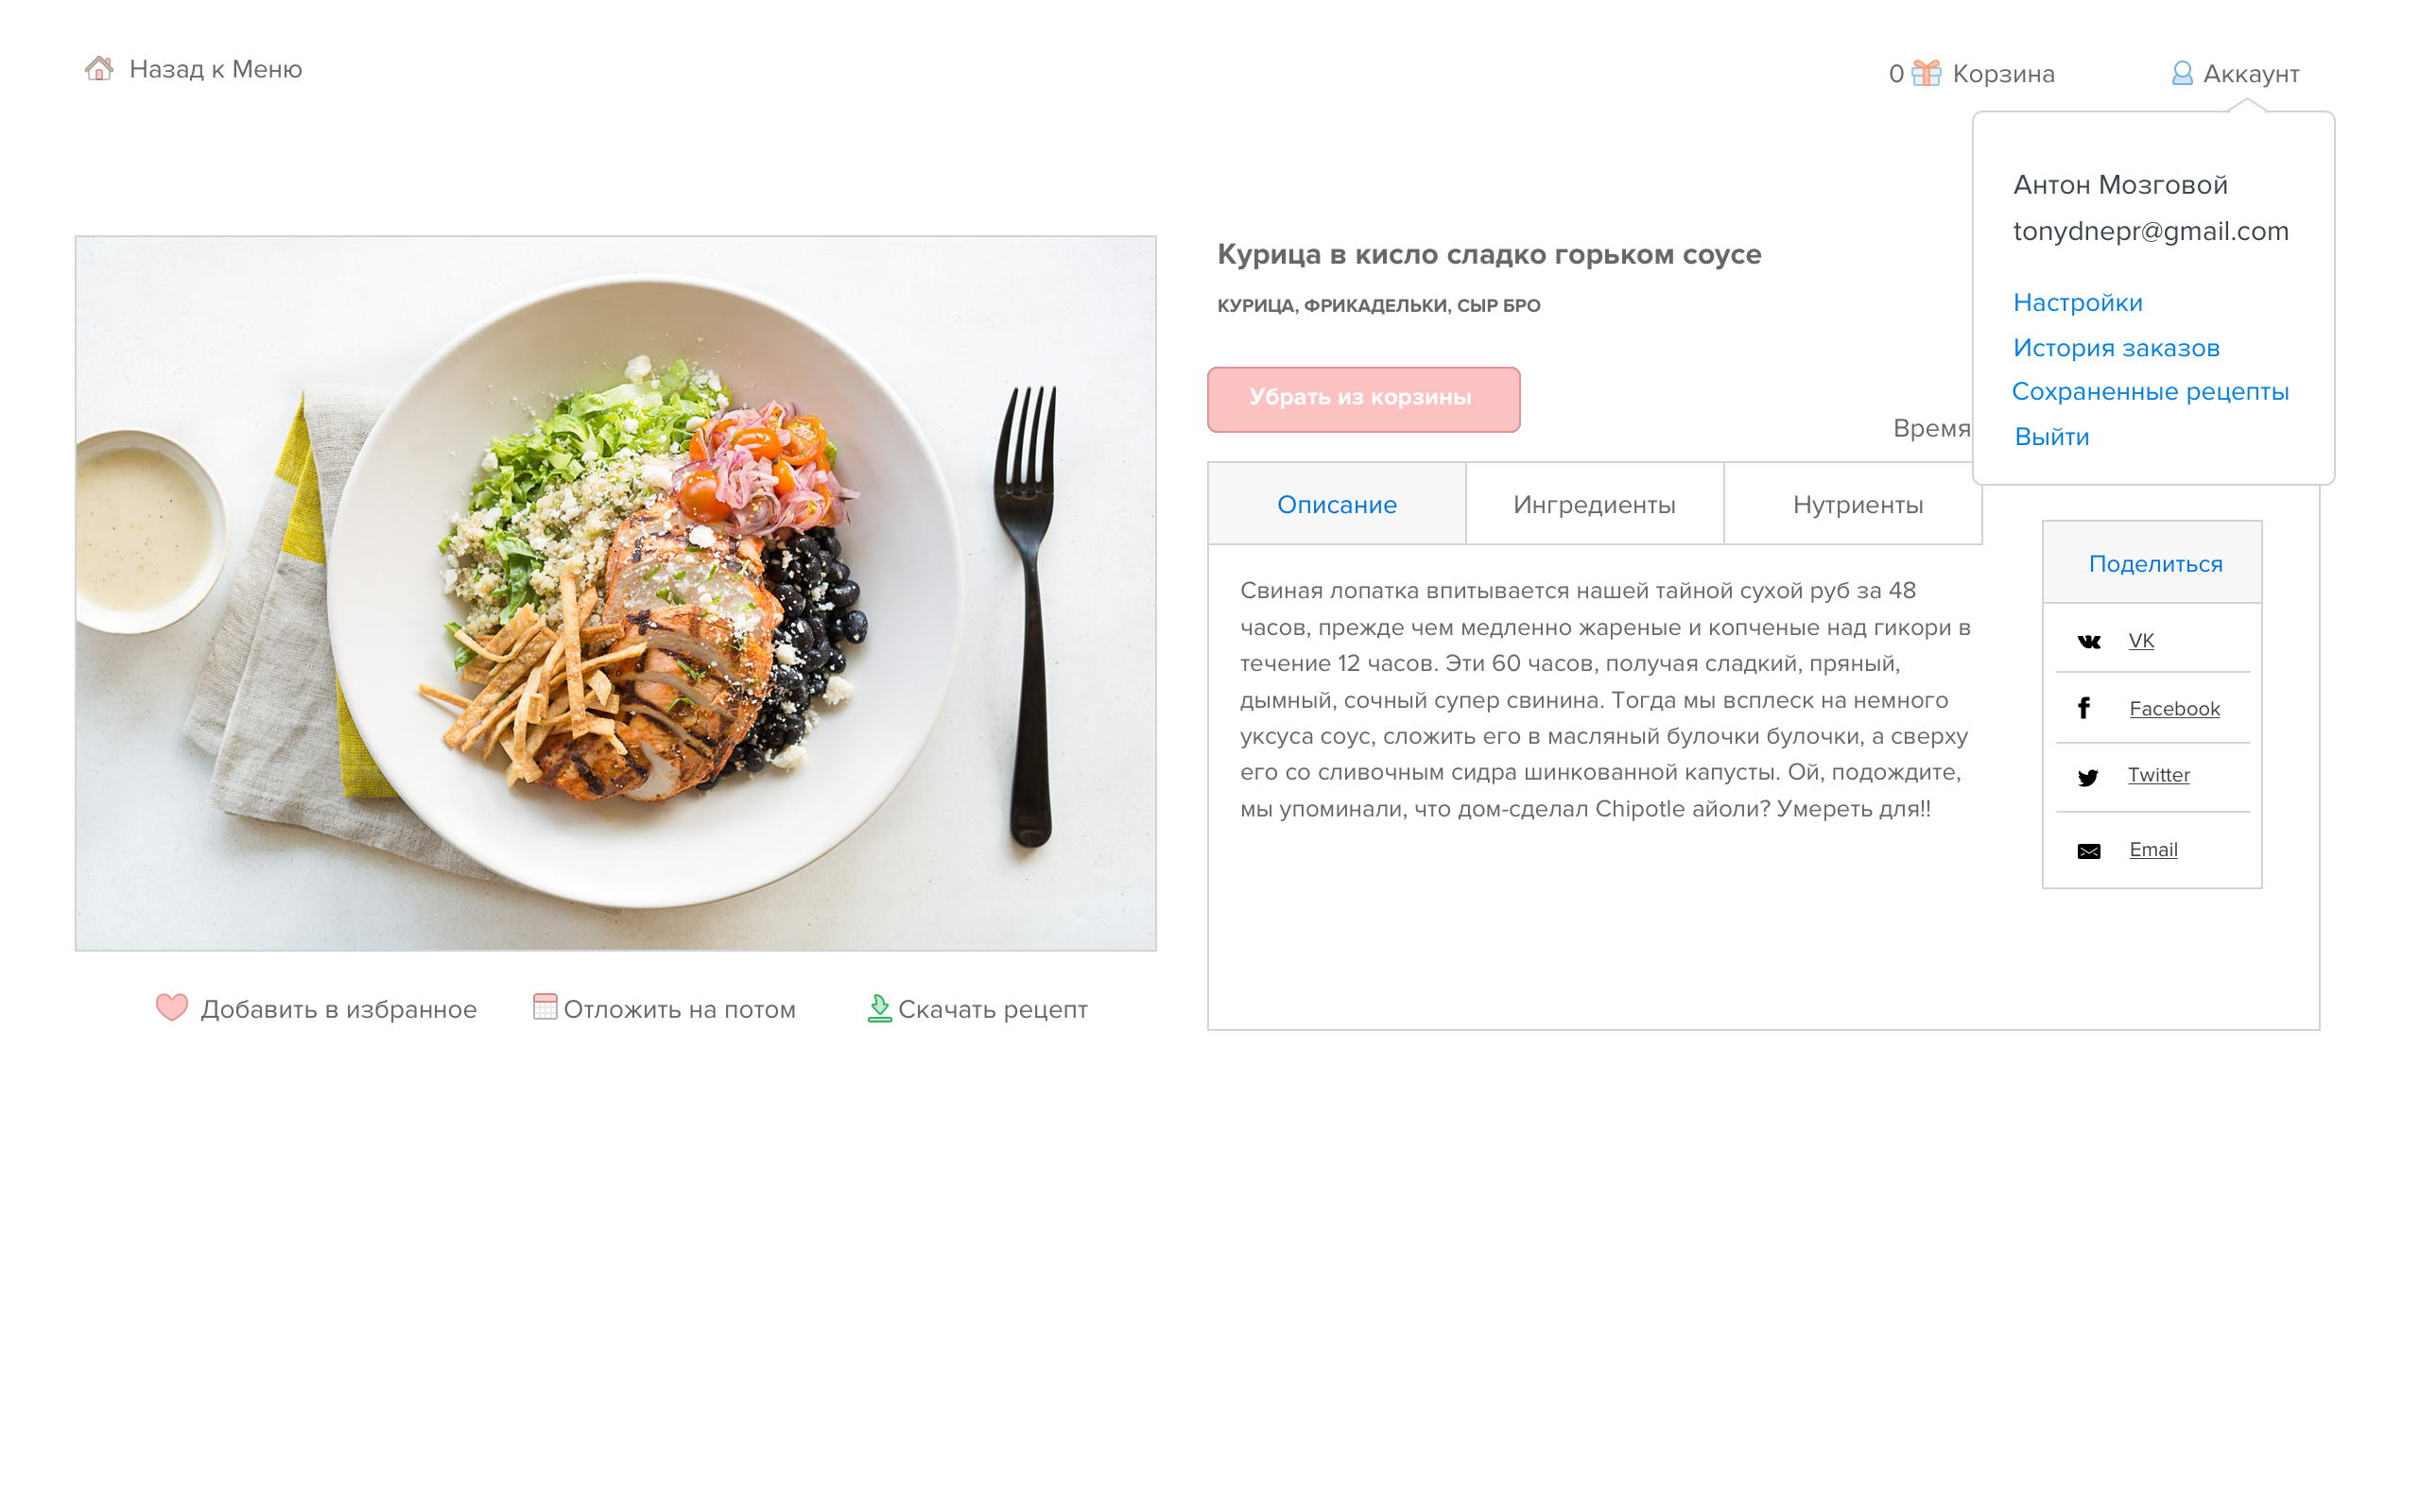 Назад к Меню
0 Корзина
Аккаунт
Антон Мозговой
tonydnepr@gmail.com
Настройки
История заказов
Сохраненные рецепты
Выйти
Курица в кисло сладко горьком соусе
КУРИЦА, ФРИКАДЕЛЬКИ, СЫР БРО
Убрать из корзины
Время
Описание
Ингредиенты
Нутриенты
Свиная лопатка впитывается нашей тайной сухой руб за 48
часов, прежде чем медленно жареные и копченые над гикори в
течение 12 часов. Эти 60 часов, получая сладкий, пряный,
дымный, сочный супер свинина. Тогда мы всплеск на немного
уксуса соус, сложить его в масляный булочки булочки, а сверху
его со сливочным сидра шинкованной капусты. Ой, подождите,
мы упоминали, что дом-сделал Chipotle айоли? Умереть для!!
Поделиться
VK
Facebook
Twitter
Email
Добавить в избранное
Отложить на потом
Скачать рецепт